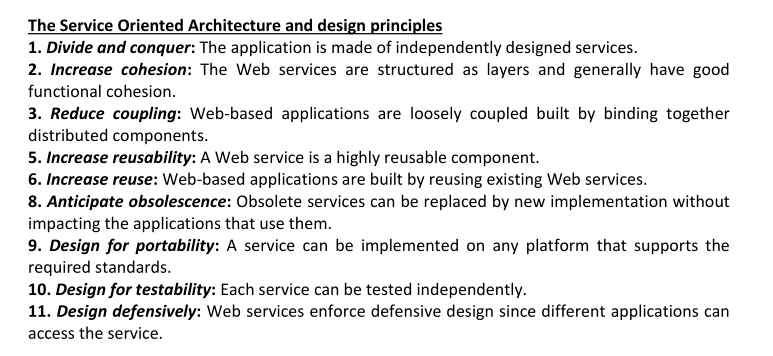 The Service Oriented Architecture and design principles
1. Divide and conquer: The application is made of independently designed services.
2. Increase cohesion: The Web services are structured as layers and generally have good
functional cohesion.
3. Reduce coupling: Web-based applications are loosely coupled built by binding together
distributed components.
5. Increase reusability: A Web service is a highly reusable component.
6. Increase reuse: Web-based applications are built by reusing existing Web services.
8. Anticipate obsolescence: Obsolete services can be replaced by new implementation without
impacting the applications that use them.
9. Design for portability: A service can be implemented on any platform that supports the
required standards.
10. Design for testability: Each service can be tested independently.
11. Design defensively: Web services enforce defensive design since different applications can
access the service.